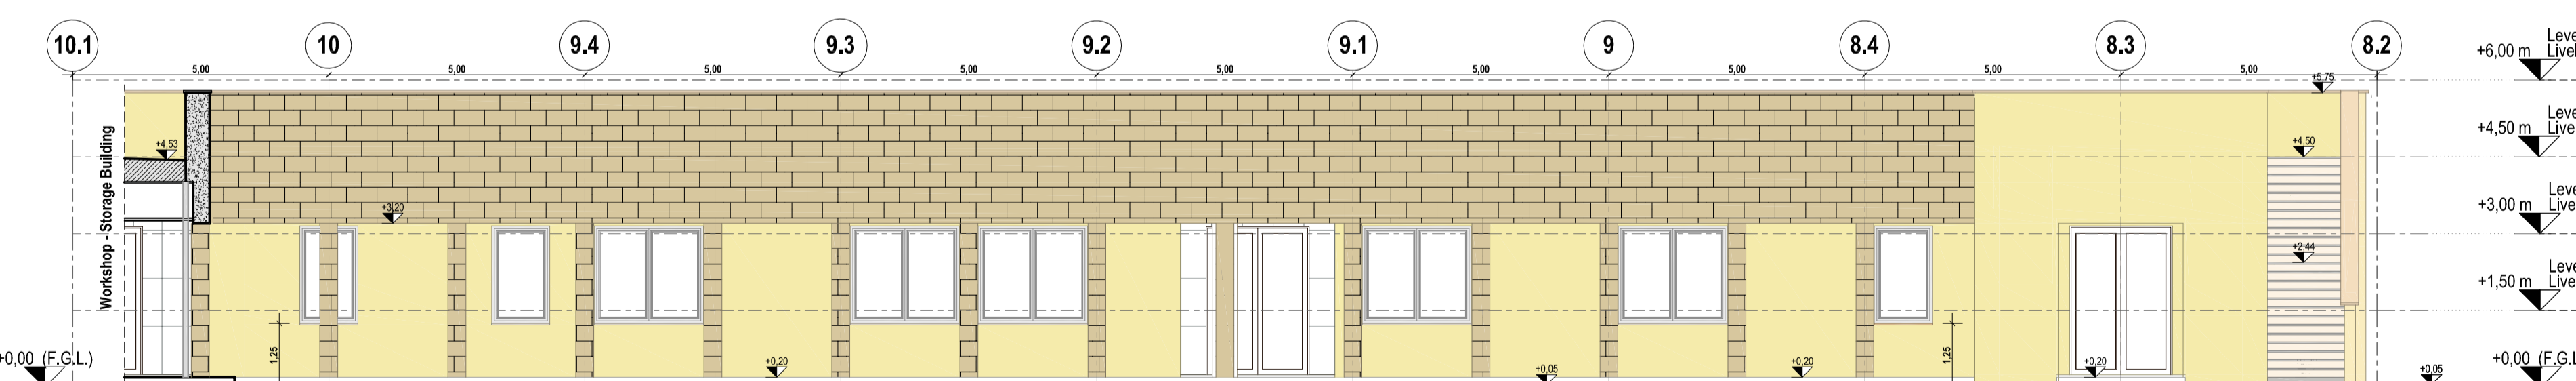 10.1 10 9.4 9.3 9.2 9.1 9 8.4 8.3 8.2
5,00 5,00 5,00 5,00 5,00 5,00 5,00 5,00 5,00
+6,00 m
+5,75
+4,50 m
+4,53
+4,50
Workshop - Storage Building
+3,20
+3,00 m
+2,44
+1,50 m
1,25
1,25
+0,00 (F.G.L.)
+0,20
+0,05
+0,20
+0,20
+0,05
+0,00